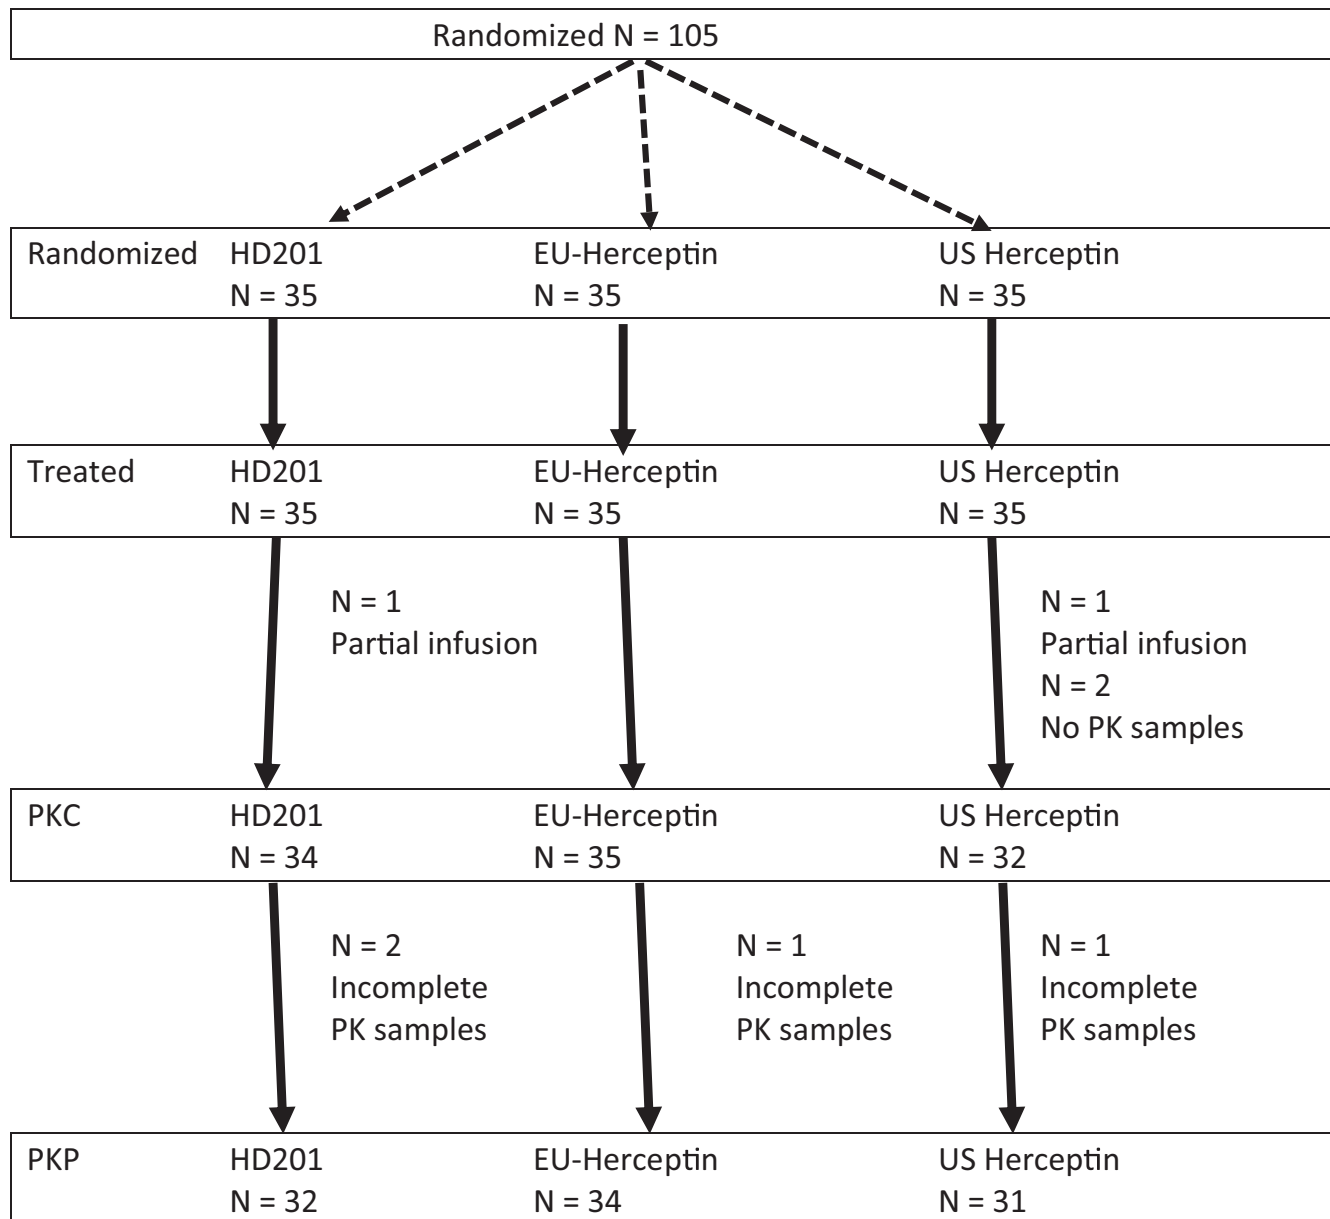 Randomized N = 105
Randomized HD201 EU-Herceptin US Herceptin
N = 35 N = 35 N = 35
Treated HD201 EU-Herceptin US Herceptin
N = 35 N = 35 N = 35
N = 1 N = 1
Partial infusion Partial infusion
N = 2
No PK samples
PKC HD201 EU-Herceptin US Herceptin
N = 34 N = 35 N = 32
N = 2 N = 1 N = 1
Incomplete Incomplete Incomplete
PK samples PK samples PK samples
PKP HD201 EU-Herceptin US Herceptin
N = 32 N = 34 N = 31